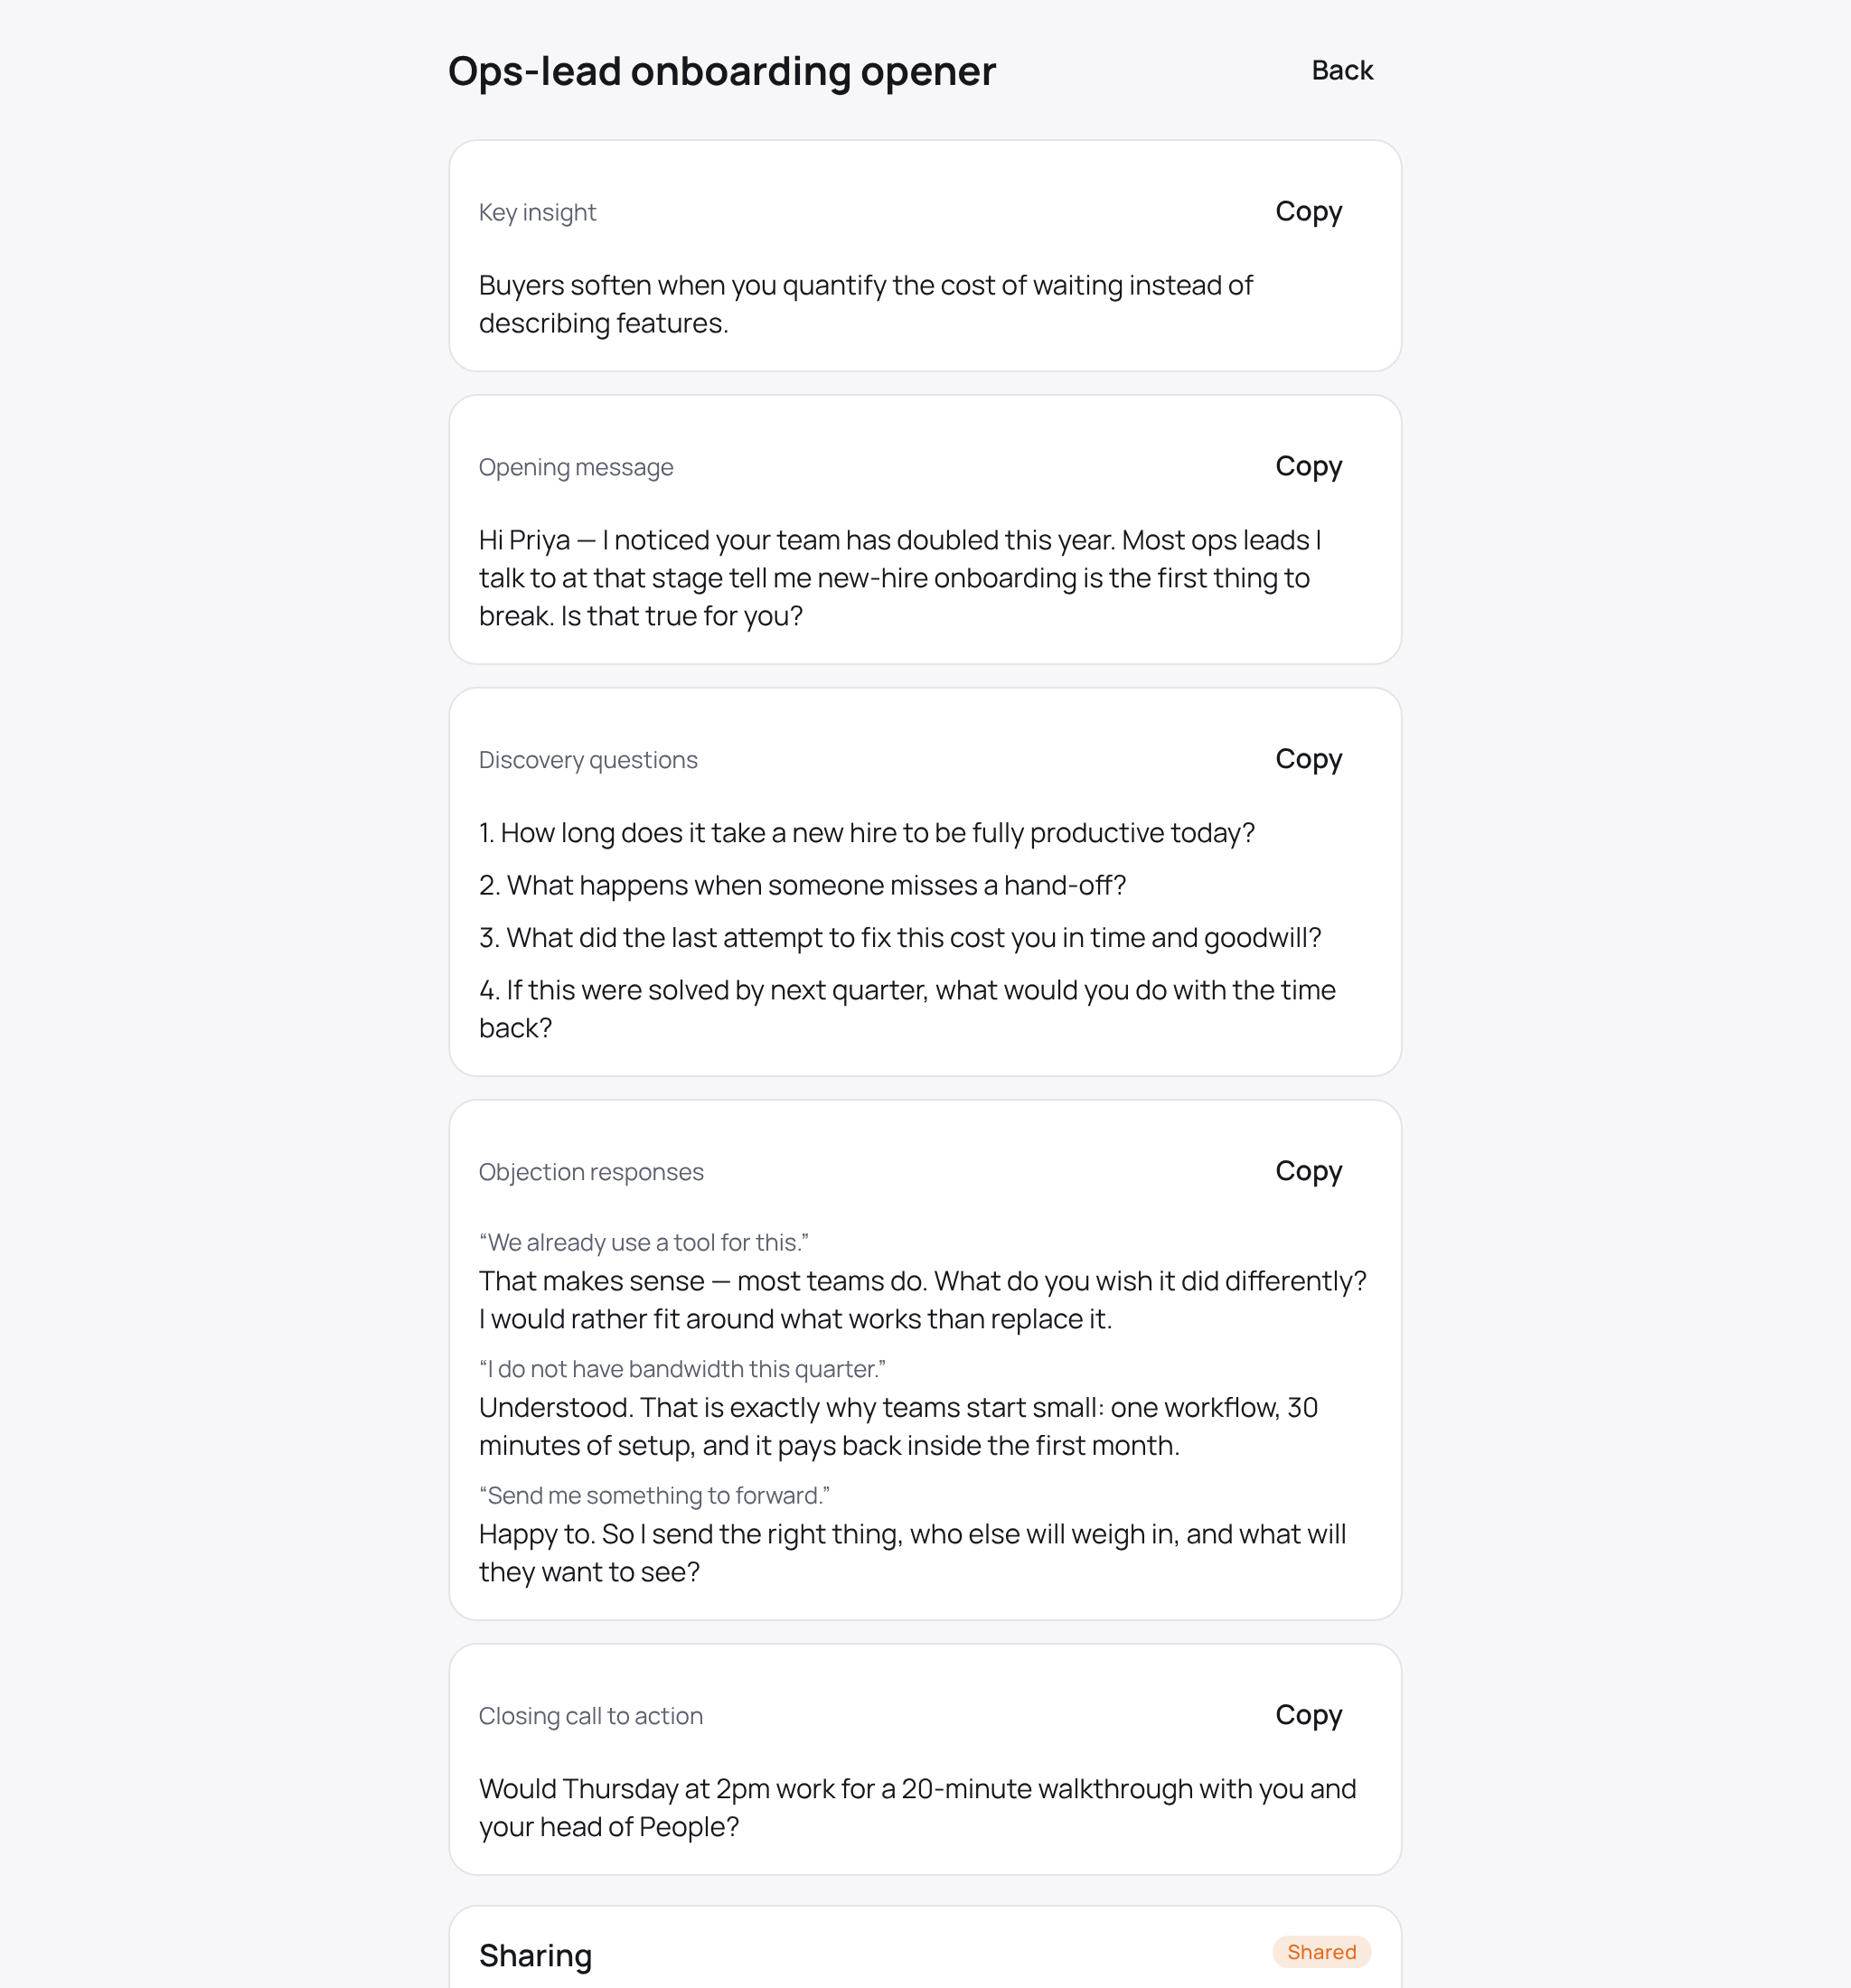 Ops-lead onboarding opener
Back
Key insight
Copy
Buyers soften when you quantify the cost of waiting instead of
describing features.
Opening message
Copy
Hi Priya — I noticed your team has doubled this year. Most ops leads I
talk to at that stage tell me new-hire onboarding is the first thing to
break. Is that true for you?
Discovery questions
Copy
1. How long does it take a new hire to be fully productive today?
2. What happens when someone misses a hand-off?
3. What did the last attempt to fix this cost you in time and goodwill?
4. If this were solved by next quarter, what would you do with the time
back?
Objection responses
Copy
“We already use a tool for this.”
That makes sense — most teams do. What do you wish it did differently?
I would rather fit around what works than replace it.
“I do not have bandwidth this quarter.”
Understood. That is exactly why teams start small: one workflow, 30
minutes of setup, and it pays back inside the first month.
“Send me something to forward.”
Happy to. So I send the right thing, who else will weigh in, and what will
they want to see?
Closing call to action
Copy
Would Thursday at 2pm work for a 20-minute walkthrough with you and
your head of People?
Sharing
Shared